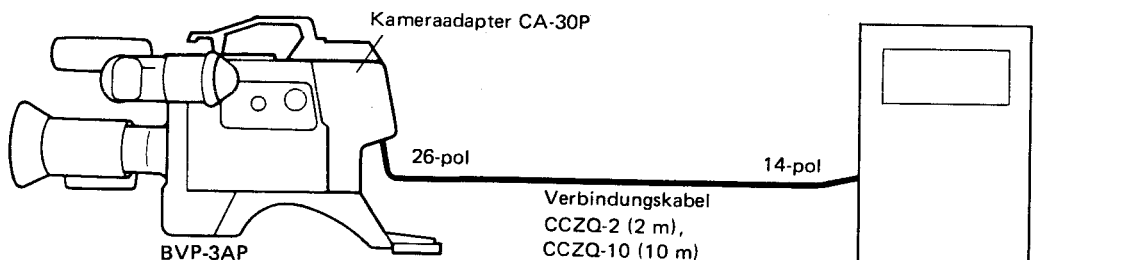 Kameraadapter CA-30P
26-pol
14-pol
Verbindungskabel
CCZQ-2 (2 m),
CCZQ-10 (10 m)
BVP-3AP